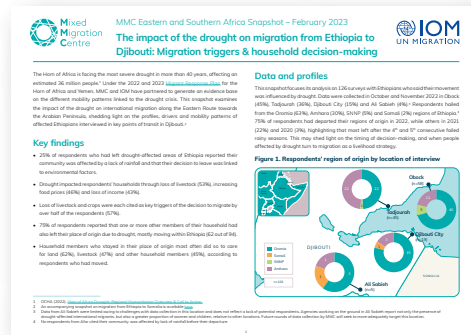 Mixed
Migration
Centre
MMC Eastern and Southern Africa Snapshot – February 2023
The impact of the drought on migration from Ethiopia to
Djibouti: Migration triggers & household decision-making
IOM
UN MIGRATION
The Horn of Africa is facing the most severe drought in more than 40 years, affecting an
estimated 36 million people.¹ Under the 2022 and 2023 Migrant Response Plan for the
Horn of Africa and Yemen, MMC and IOM have partnered to generate an evidence base
on the different mobility patterns linked to the drought crisis. This snapshot examines
the impact of the drought on international migration along the Eastern Route towards
the Arabian Peninsula, shedding light on the profiles, drivers and mobility patterns of
affected Ethiopians interviewed in key points of transit in Djibouti.²
Key findings
• 25% of respondents who had left drought-affected areas of Ethiopia reported their
community was affected by a lack of rainfall and that their decision to leave was linked
to environmental factors.
• Drought impacted respondents' households through loss of livestock (53%), increasing
food prices (46%) and loss of income (43%).
• Loss of livestock and crops were each cited as key triggers of the decision to migrate by
over half of the respondents (57%).
• 75% of respondents reported that one or more other members of their household had
also left their place of origin due to drought, mostly moving within Ethiopia (62 out of 94).
• Household members who stayed in their place of origin most often did so to care
for land (62%), livestock (47%) and other household members (45%), according to
respondents who had moved.
Data and profiles
This snapshot focuses its analysis on 126 surveys with Ethiopians who said their movement
was influenced by drought. Data were collected in October and November 2022 in Obock
(45%), Tadjourah (36%), Djibouti City (15%) and Ali Sabieh (4%).³ Respondents hailed
from the Oromia (63%), Amhara (30%), SNNP (5%) and Somali (2%) regions of Ethiopia.⁴
75% of respondents had departed their regions of origin in 2022, while others in 2021
(22%) and 2020 (3%), highlighting that most left after the 4th and 5th consecutive failed
rainy seasons. This may shed light on the timing of decision-making, and when people
affected by drought turn to migration as a livelihood strategy.
Figure 1. Respondents' region of origin by location of interview
Obock
Tadjourah
Djibouti City
DJIBOUTI
Ali Sabieh
Oromia
Somali
SNNP
Amhara